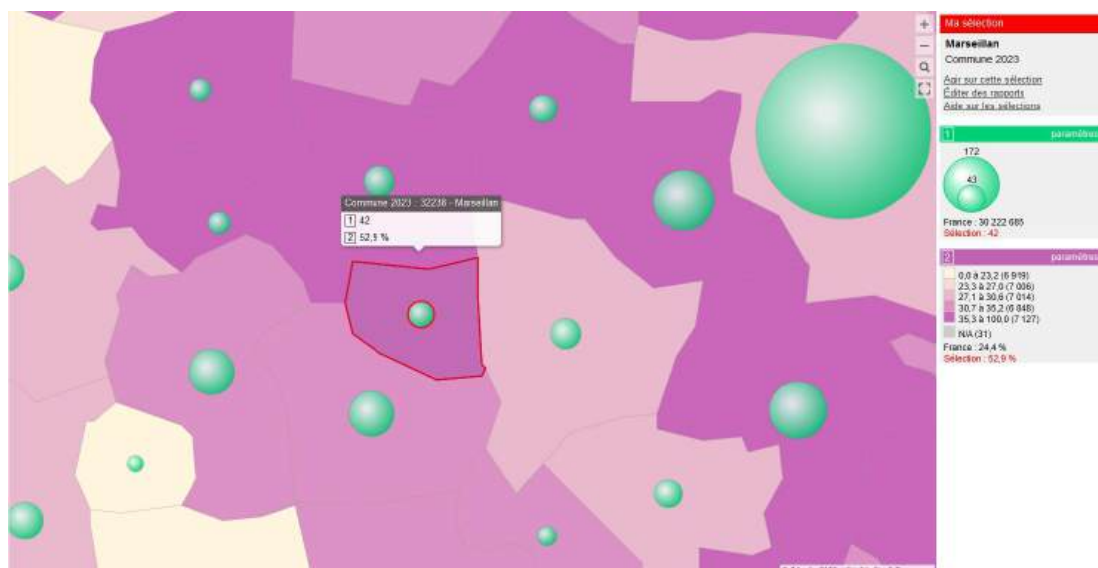 Commune 2023 : 32238 - Marseillan
1 42
2 52,9 %
+
−
Ma sélection
Marseillan
Commune 2023
Agir sur cette sélection
Éditer des rapports
Aide sur les sélections
1 paramètres
172
43
France : 30 222 685
Sélection : 42
2 paramètres
0,0 à 23,2 (6 919)
23,3 à 27,0 (7 006)
27,1 à 30,6 (7 014)
30,7 à 35,2 (6 848)
35,3 à 100,0 (7 127)
N/A (31)
France : 24,4 %
Sélection : 52,9 %